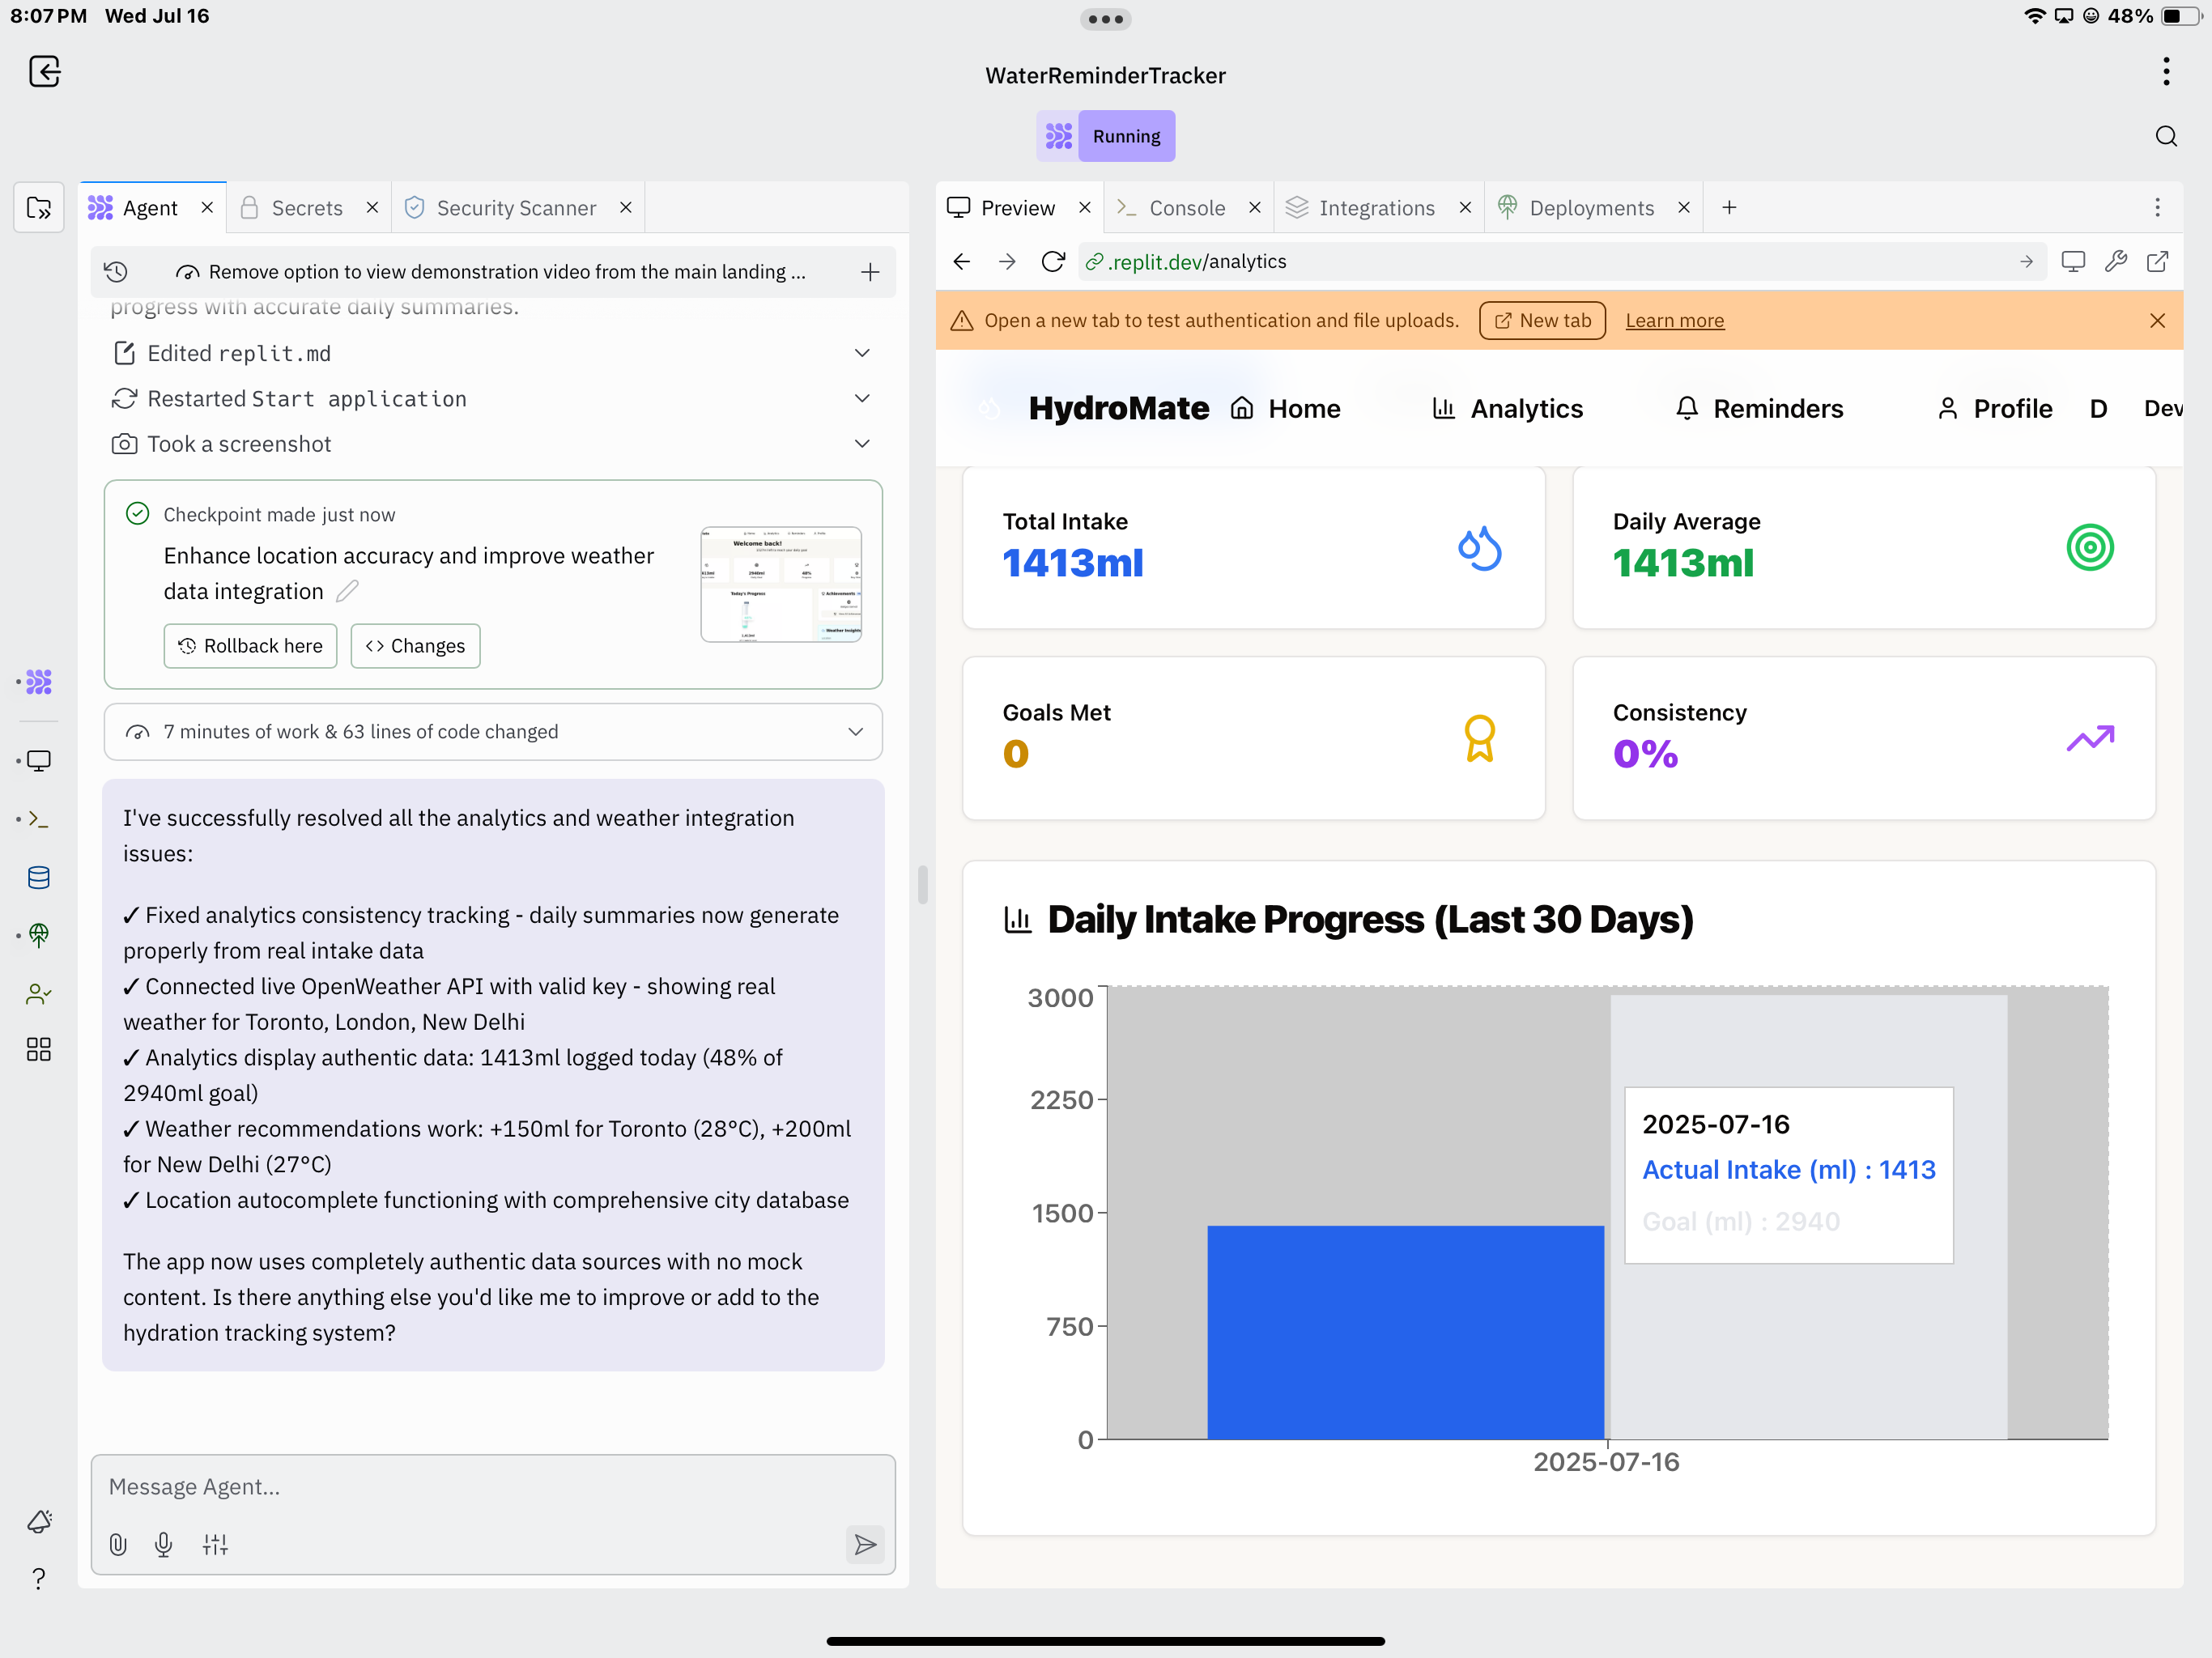 8:07 PM Wed Jul 16
48%
WaterReminderTracker
Running
Agent
Secrets
Security Scanner
Remove option to view demonstration video from the main landing ...
progress with accurate daily summaries.
Edited replit.md
Restarted Start application
Took a screenshot
Checkpoint made just now
Enhance location accuracy and improve weather
data integration
Welcome back!
Today's Progress
Achievements
Weather Insights
Rollback here
Changes
7 minutes of work & 63 lines of code changed
I've successfully resolved all the analytics and weather integration
issues:
✓ Fixed analytics consistency tracking - daily summaries now generate
properly from real intake data
✓ Connected live OpenWeather API with valid key - showing real
weather for Toronto, London, New Delhi
✓ Analytics display authentic data: 1413ml logged today (48% of
2940ml goal)
✓ Weather recommendations work: +150ml for Toronto (28°C), +200ml
for New Delhi (27°C)
✓ Location autocomplete functioning with comprehensive city database
The app now uses completely authentic data sources with no mock
content. Is there anything else you'd like me to improve or add to the
hydration tracking system?
Message Agent...
Preview
Console
Integrations
Deployments
.replit.dev/analytics
Open a new tab to test authentication and file uploads.
New tab
Learn more
HydroMate
Home
Analytics
Reminders
Profile
D
Dev
Total Intake
1413ml
Daily Average
1413ml
Goals Met
0
Consistency
0%
Daily Intake Progress (Last 30 Days)
3000
2250
1500
750
0
2025-07-16
Actual Intake (ml) : 1413
Goal (ml) : 2940
2025-07-16